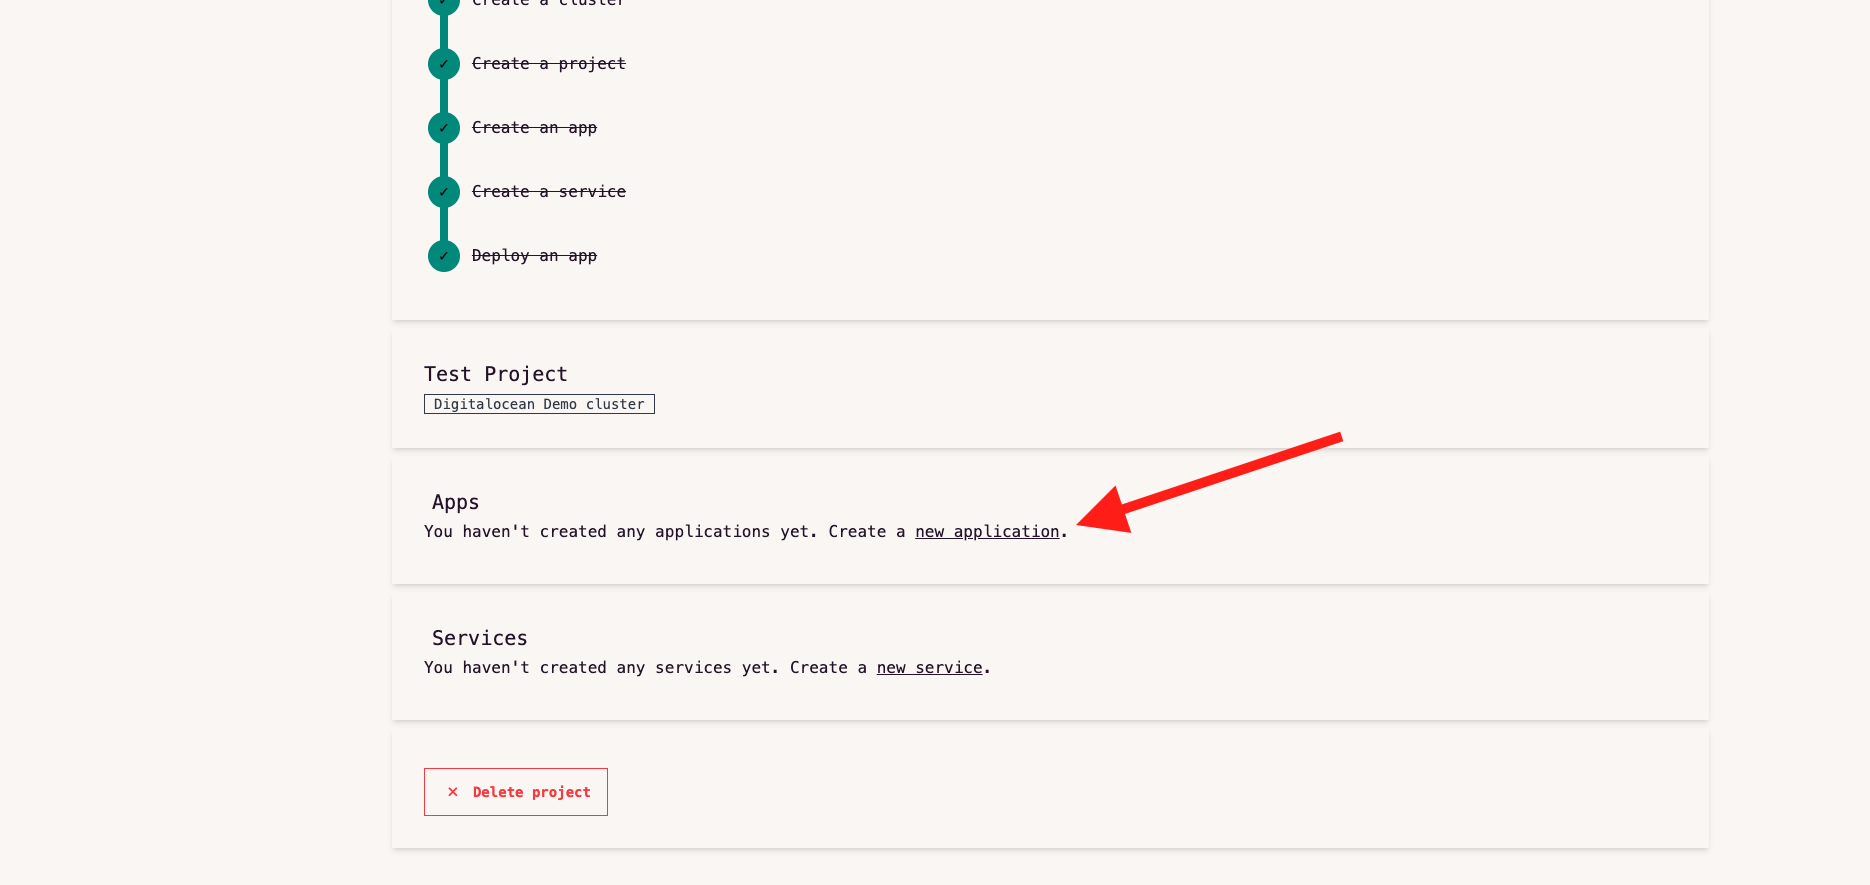 Create a cluster
Create a project
Create an app
Create a service
Deploy an app
Test Project
Digitalocean Demo cluster
Apps
You haven't created any applications yet. Create a new application.
Services
You haven't created any services yet. Create a new service.
✕ Delete project